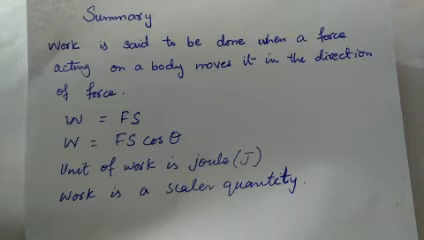 Summary
Work is said to be done when a force
acting on a body moves it in the direction
of force.
W = FS
W = FS cos θ
Unit of work is joule (J)
Work is a scaler quantity.